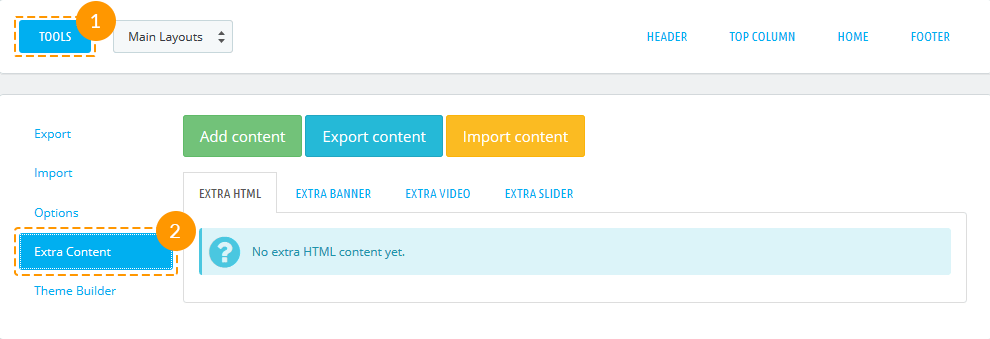 1
TOOLS
Main Layouts
HEADER
TOP COLUMN
HOME
FOOTER
Export
Import
Options
2
Extra Content
Theme Builder
Add content
Export content
Import content
EXTRA HTML
EXTRA BANNER
EXTRA VIDEO
EXTRA SLIDER
?
No extra HTML content yet.